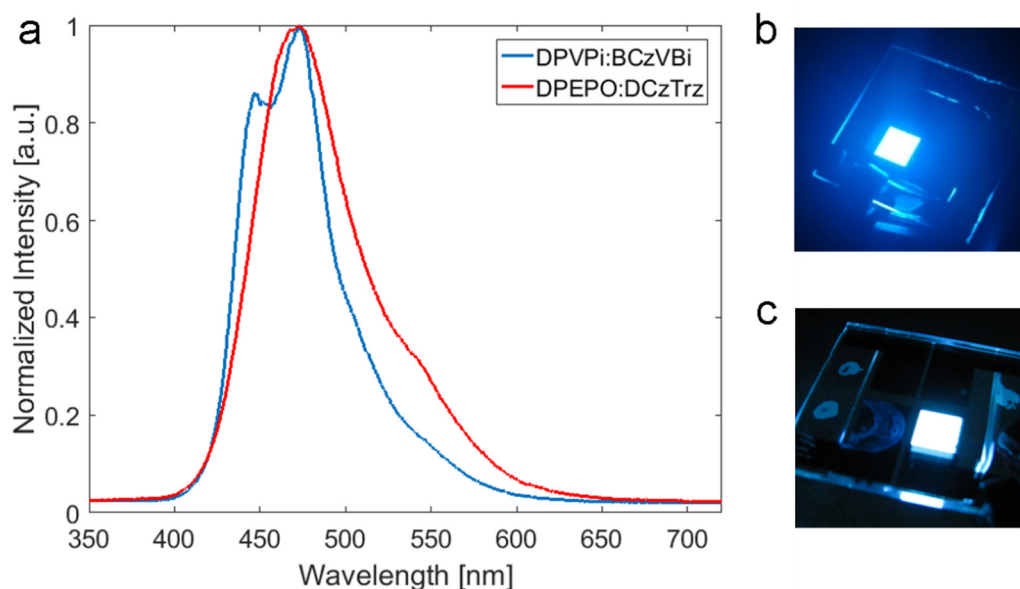 a
b
c
DPVPi:BCzVBi
DPEPO:DCzTrz
Normalized Intensity [a.u.]
1
0.8
0.6
0.4
0.2
0
350 400 450 500 550 600 650 700
Wavelength [nm]